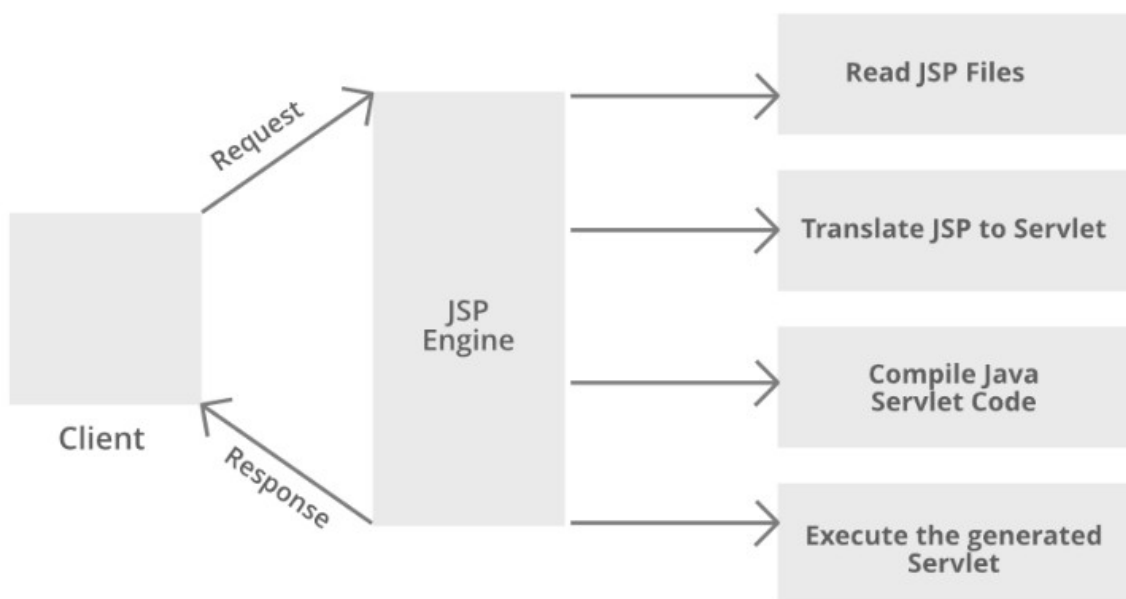 Request
JSP
Engine
Client
Response
Read JSP Files
Translate JSP to Servlet
Compile Java
Servlet Code
Execute the generated
Servlet